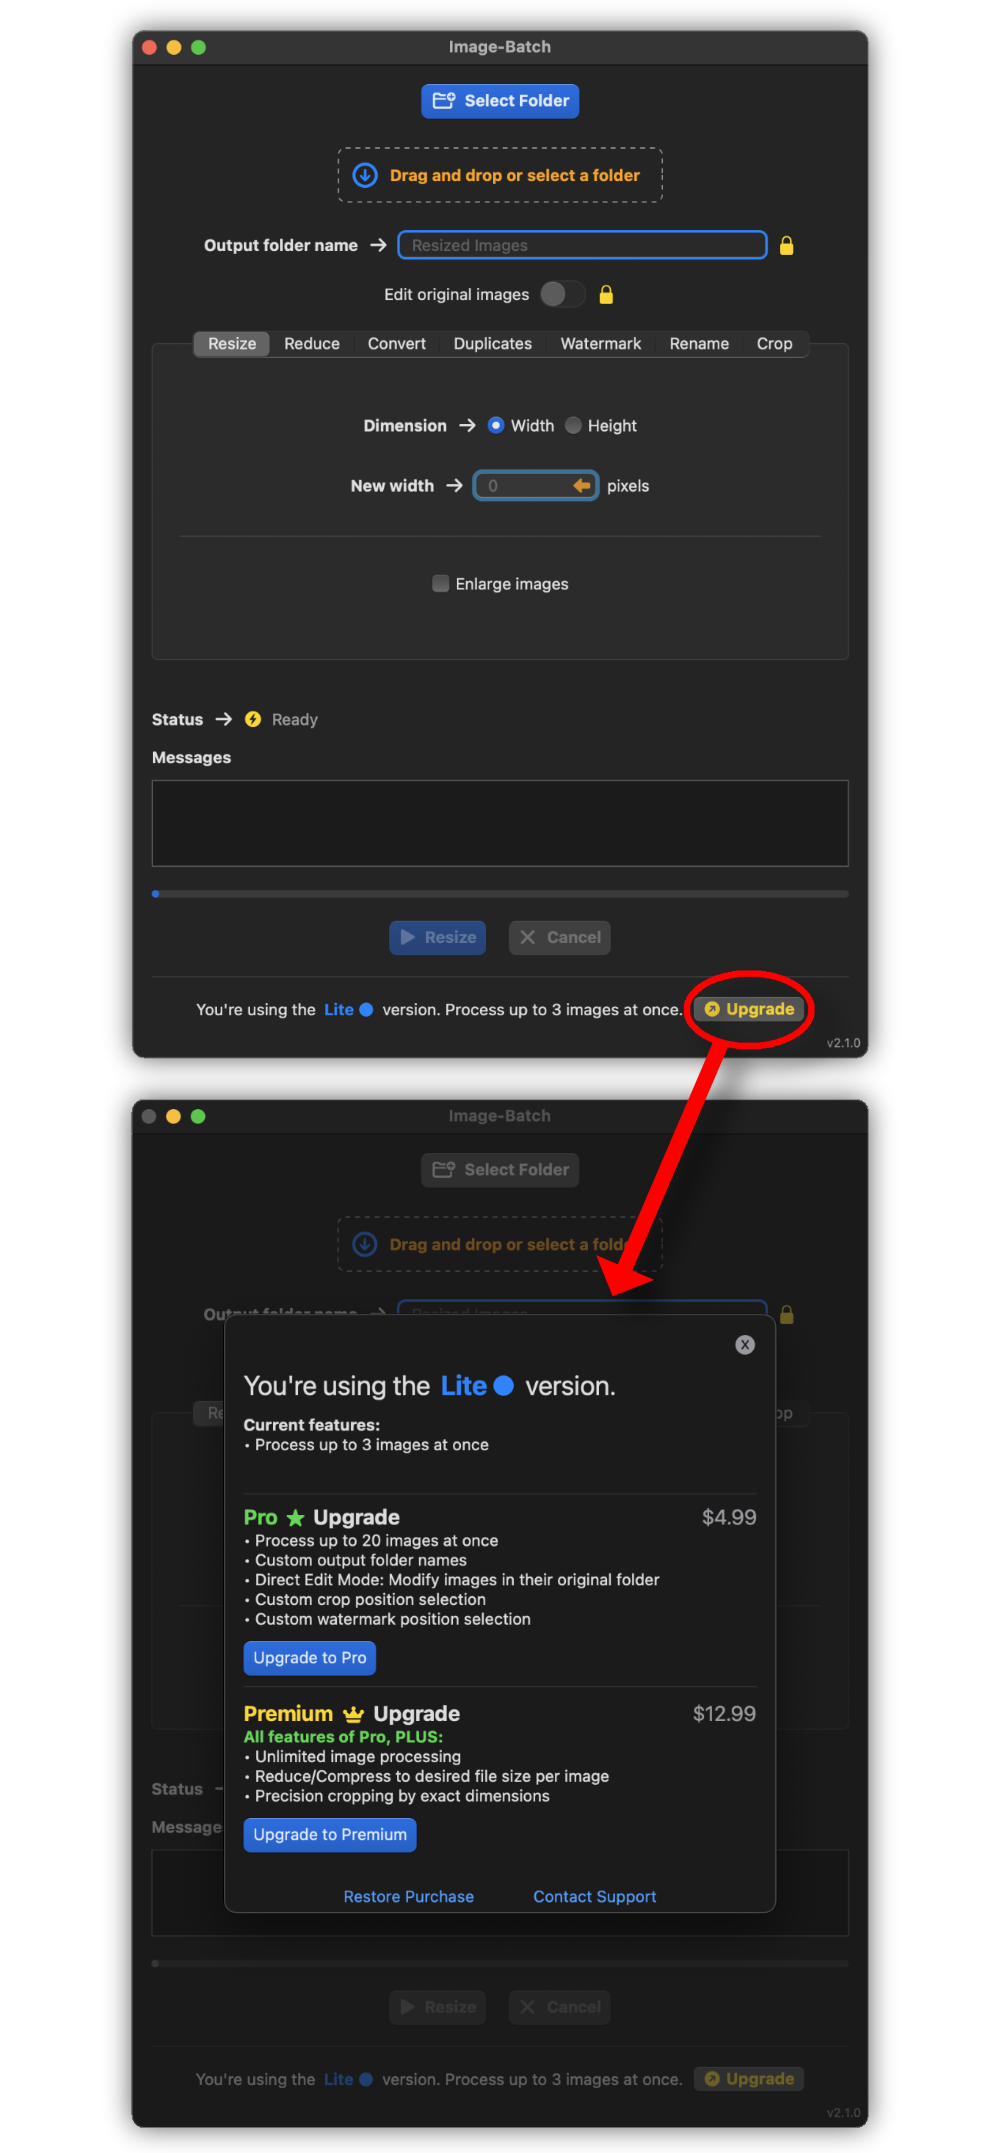 Image-Batch
Select Folder
Drag and drop or select a folder
Output folder name → Resized Images
Edit original images
Resize Reduce Convert Duplicates Watermark Rename Crop
Dimension → Width Height
New width → 0 pixels
Enlarge images
Status → Ready
Messages
Resize Cancel
You're using the Lite version. Process up to 3 images at once. Upgrade
v2.1.0
Image-Batch
Select Folder
Drag and drop or select a fold
Output folder name → Resized Images
X
You're using the Lite version.
Re op
Current features:
• Process up to 3 images at once
Pro ★ Upgrade $4.99
• Process up to 20 images at once
• Custom output folder names
• Direct Edit Mode: Modify images in their original folder
• Custom crop position selection
• Custom watermark position selection
Upgrade to Pro
Premium Upgrade $12.99
All features of Pro, PLUS:
• Unlimited image processing
• Reduce/Compress to desired file size per image
• Precision cropping by exact dimensions
Status
Message
Upgrade to Premium
Restore Purchase Contact Support
Resize Cancel
You're using the Lite version. Process up to 3 images at once. Upgrade
v2.1.0